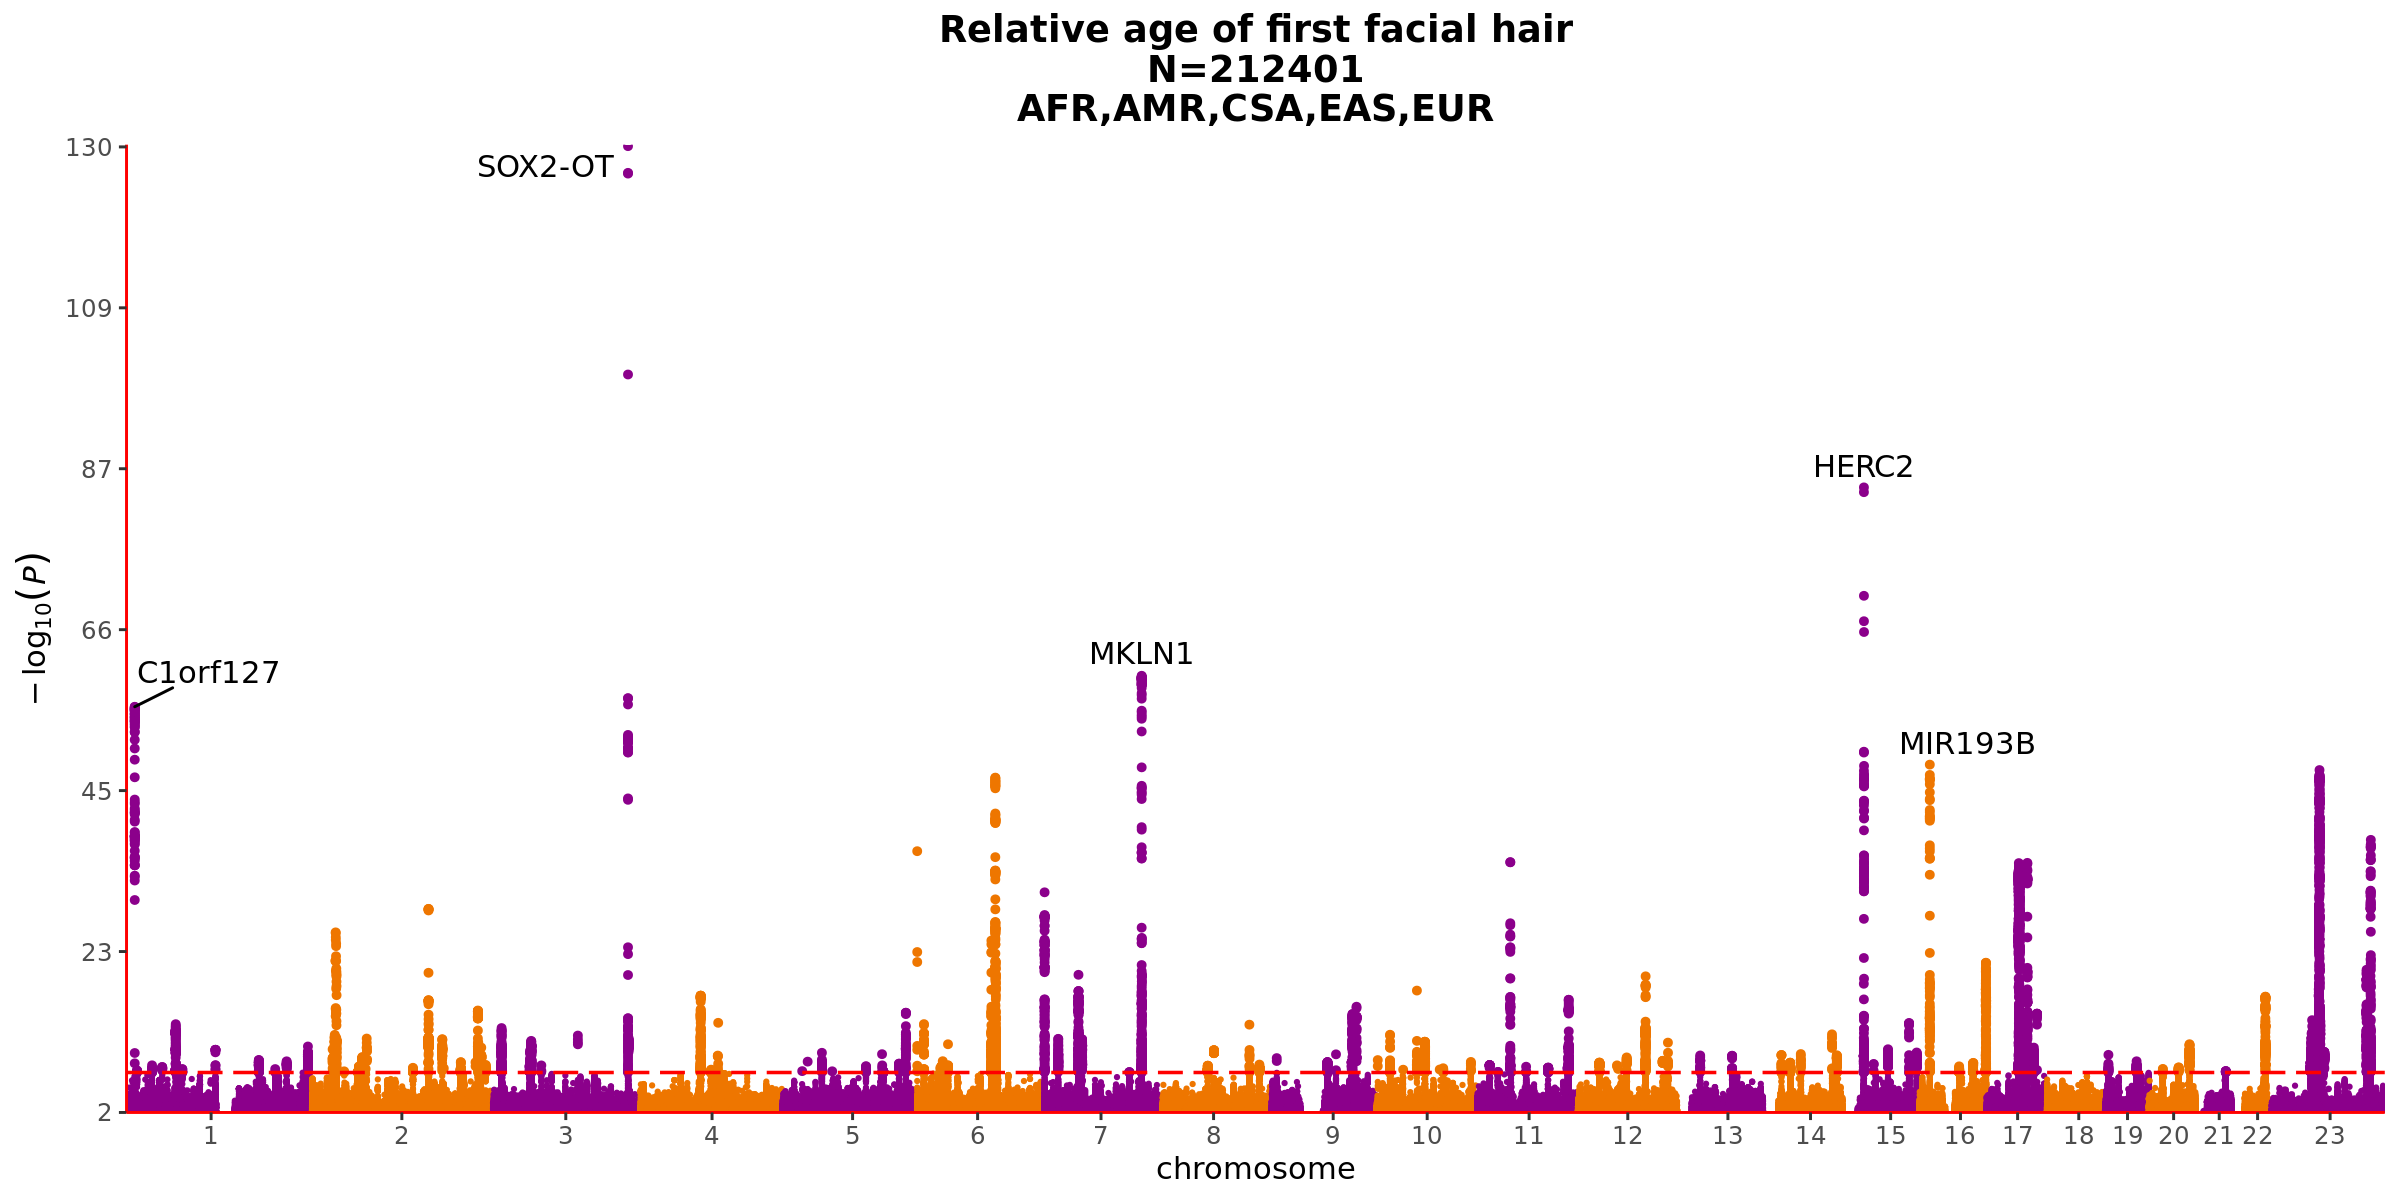 Relative age of first facial hair
N=212401
AFR,AMR,CSA,EAS,EUR
130
SOX2-OT
109
87
HERC2
66
MKLN1
C1orf127
MIR193B
45
23
2
−log₁₀(P)
1 2 3 4 5 6 7 8 9 10 11 12 13 14 15 16 17 18 19 20 21 22 23
chromosome